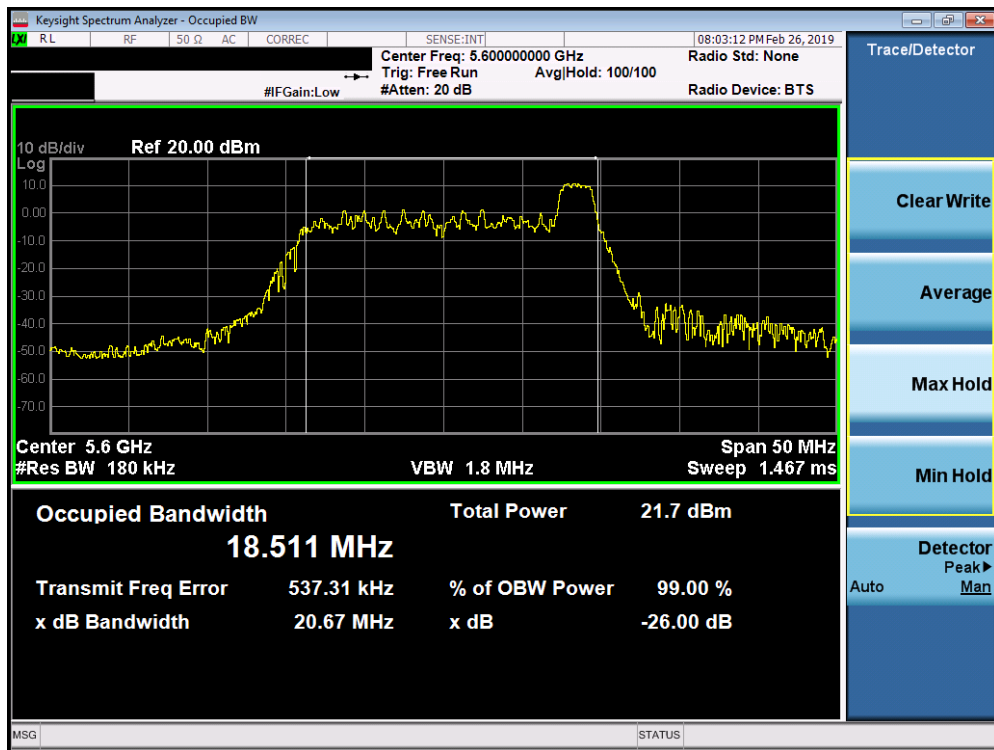 Keysight Spectrum Analyzer - Occupied BW
LXI RL RF 50 Ω AC CORREC SENSE:INT 08:03:12 PM Feb 26, 2019
Center Freq: 5.600000000 GHz Radio Std: None
Trig: Free Run Avg|Hold: 100/100
#IFGain:Low #Atten: 20 dB Radio Device: BTS
10 dB/div Ref 20.00 dBm
Log
10.0
0.00
-10.0
-20.0
-30.0
-40.0
-50.0
-60.0
-70.0
Center 5.6 GHz Span 50 MHz
#Res BW 180 kHz VBW 1.8 MHz Sweep 1.467 ms
Occupied Bandwidth Total Power 21.7 dBm
18.511 MHz
Transmit Freq Error 537.31 kHz % of OBW Power 99.00 %
x dB Bandwidth 20.67 MHz x dB -26.00 dB
MSG STATUS
Trace/Detector
Clear Write
Average
Max Hold
Min Hold
Detector
Peak▶
Auto Man